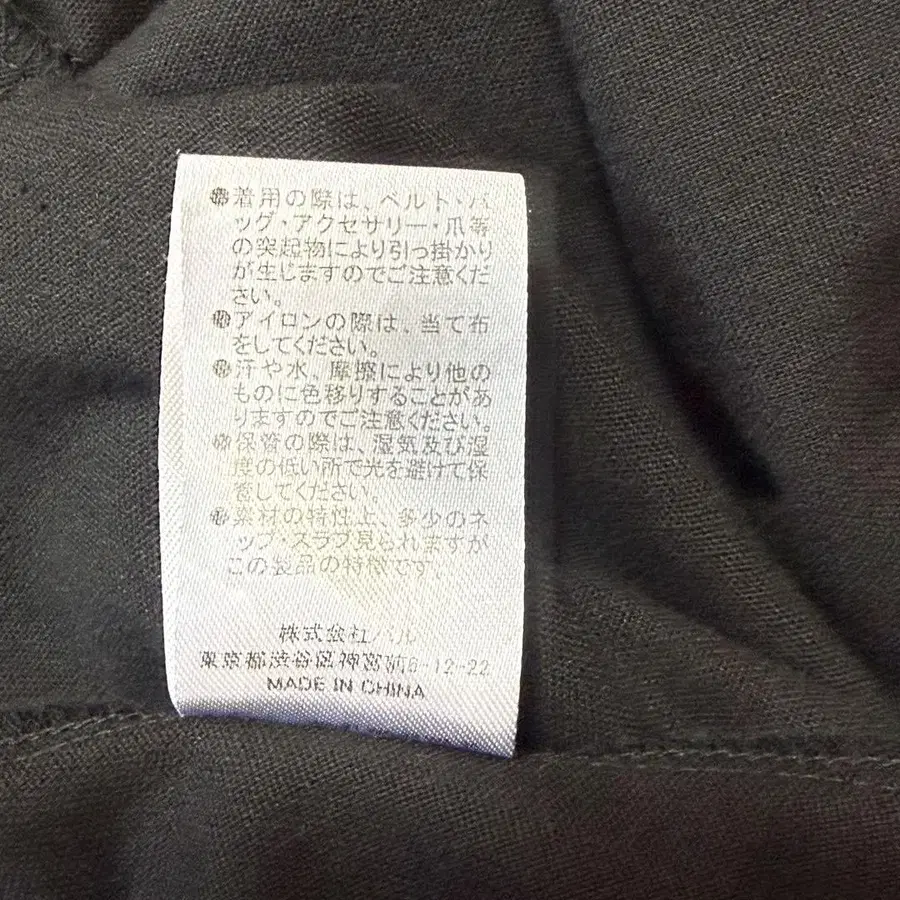 ※着用の際は、ベルト・バ
ッグ・アクセサリー・爪等
の突起物により引っ掛かり
が生じますのでご注意くだ
さい。
※アイロンの際は、当て布
をしてください。
※汗や水、摩擦により他の
ものに色移りすることがあ
りますのでご注意ください。
※保管の際は、湿気及び湿
度の低い所で光を避けて保
管してください。
※素材の特性上、多少のネ
ップ・スラブ見られますが
この製品の特徴です。
株式会社パル
東京都渋谷区神宮前6-12-22
MADE IN CHINA